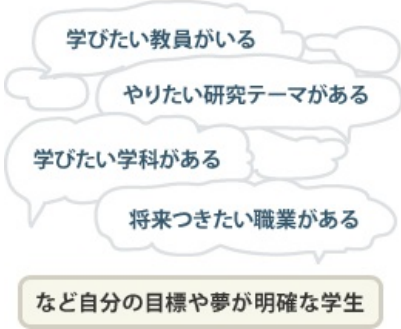 学びたい教員がいる
やりたい研究テーマがある
学びたい学科がある
将来つきたい職業がある
など自分の目標や夢が明確な学生